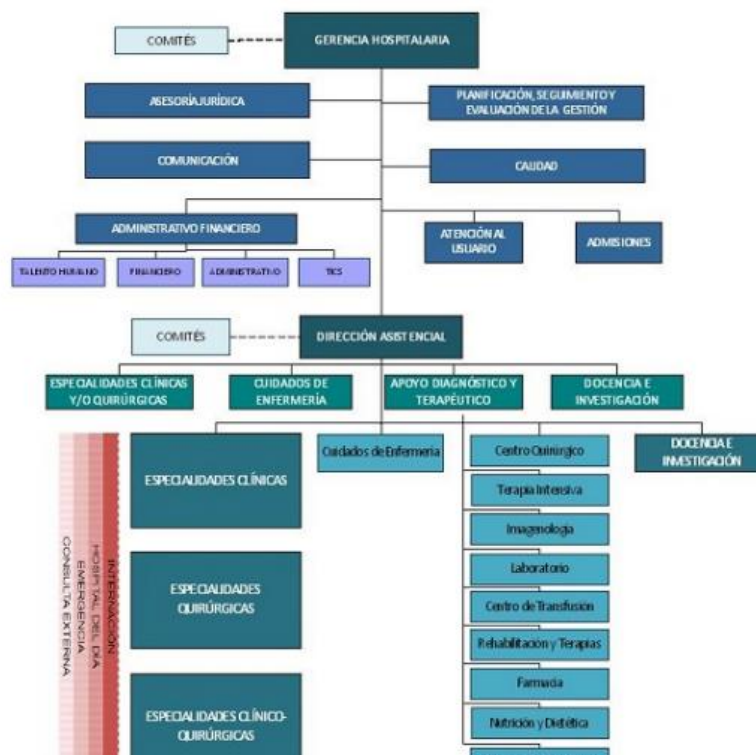 COMITÉS
GERENCIA HOSPITALARIA
ASESORÍA JURÍDICA
PLANIFICACIÓN, SEGUIMIENTO Y
EVALUACIÓN DE LA GESTIÓN
COMUNICACIÓN
CALIDAD
ADMINISTRATIVO FINANCIERO
ATENCIÓN AL
USUARIO
ADMISIONES
TALENTO HUMANO
FINANCIERO
ADMINISTRATIVO
TICS
COMITÉS
DIRECCIÓN ASISTENCIAL
ESPECIALIDADES CLÍNICAS
Y/O QUIRÚRGICAS
CUIDADOS DE
ENFERMERÍA
APOYO DIAGNÓSTICO Y
TERAPÉUTICO
DOCENCIA E
INVESTIGACIÓN
INTERNACIÓN
HOSPITAL DEL DÍA
EMERGENCIA
CONSULTA EXTERNA
ESPECIALIDADES CLÍNICAS
ESPECIALIDADES
QUIRÚRGICAS
ESPECIALIDADES CLÍNICO-
QUIRÚRGICAS
Cuidados de Enfermería
Centro Quirúrgico
Terapia Intensiva
Imagenología
Laboratorio
Centro de Transfusión
Rehabilitación y Terapias
Farmacia
Nutrición y Dietética
DOCENCIA E
INVESTIGACIÓN